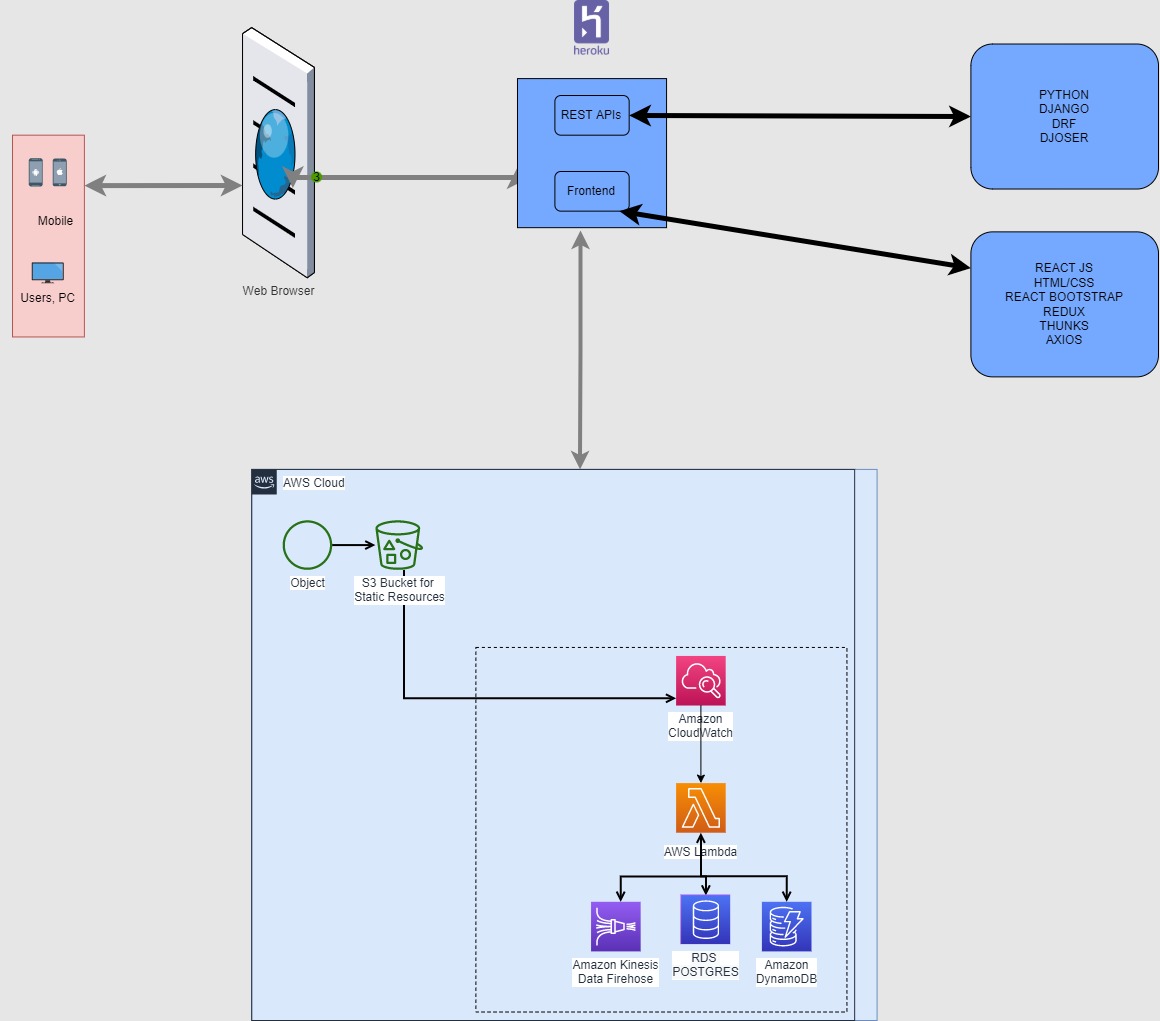 heroku
REST APIs
Frontend
PYTHON
DJANGO
DRF
DJOSER
REACT JS
HTML/CSS
REACT BOOTSTRAP
REDUX
THUNKS
AXIOS
Mobile
Users, PC
3
Web Browser
aws
AWS Cloud
Object
S3 Bucket for
Static Resources
Amazon
CloudWatch
AWS Lambda
Amazon Kinesis
Data Firehose
RDS
POSTGRES
Amazon
DynamoDB